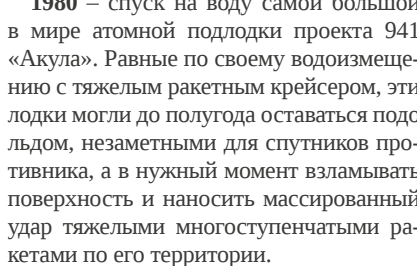 1980 – спуск на воду самой большой
в мире атомной подлодки проекта 941
«Акула». Равные по своему водоизмеще-
нию с тяжелым ракетным крейсером, эти
лодки могли до полугода оставаться подо
льдом, незаметными для спутников про-
тивника, а в нужный момент взламывать
поверхность и наносить массированный
удар тяжелыми многоступенчатыми ра-
кетами по его территории.